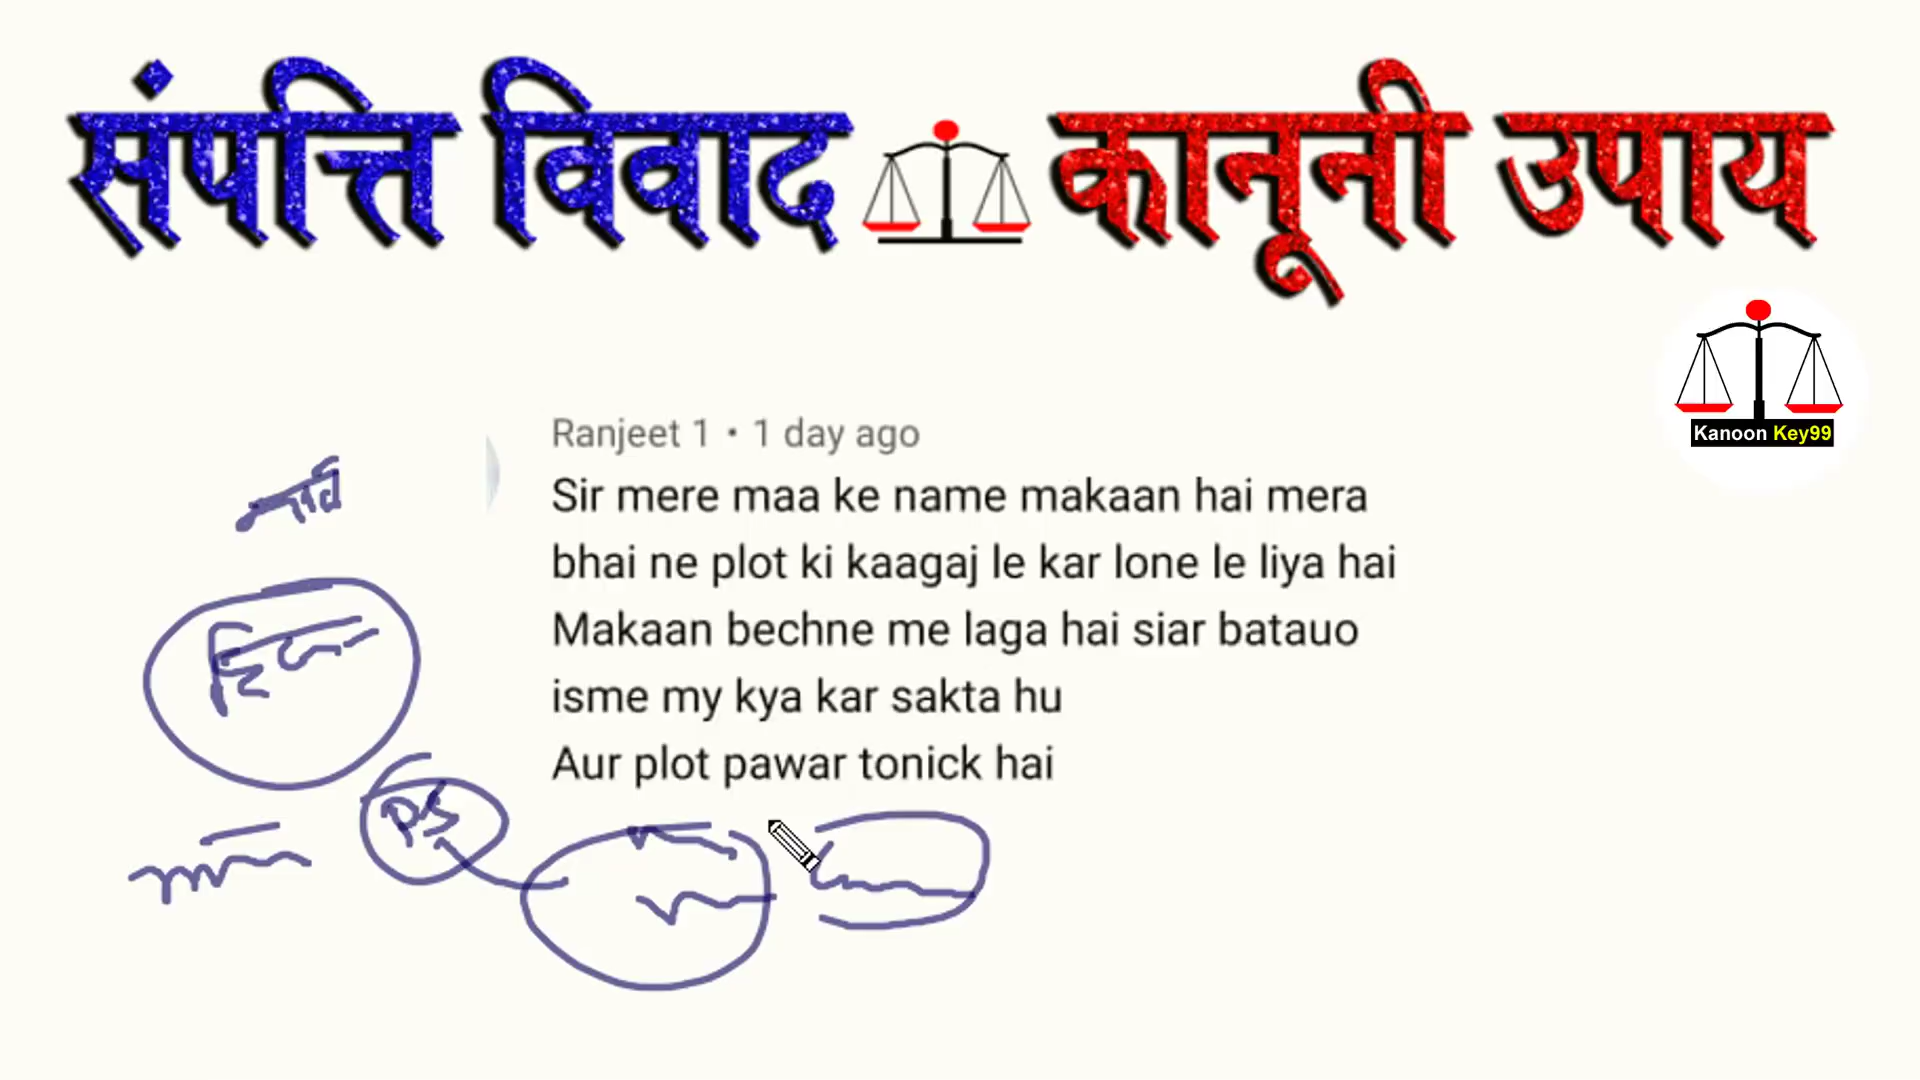 संपत्ति विवाद कानूनी उपाय
Kanoon Key99
Ranjeet 1 • 1 day ago
Sir mere maa ke name makaan hai mera
bhai ne plot ki kaagaj le kar lone le liya hai
Makaan bechne me laga hai siar batauo
isme my kya kar sakta hu
Aur plot pawar tonick hai
PS